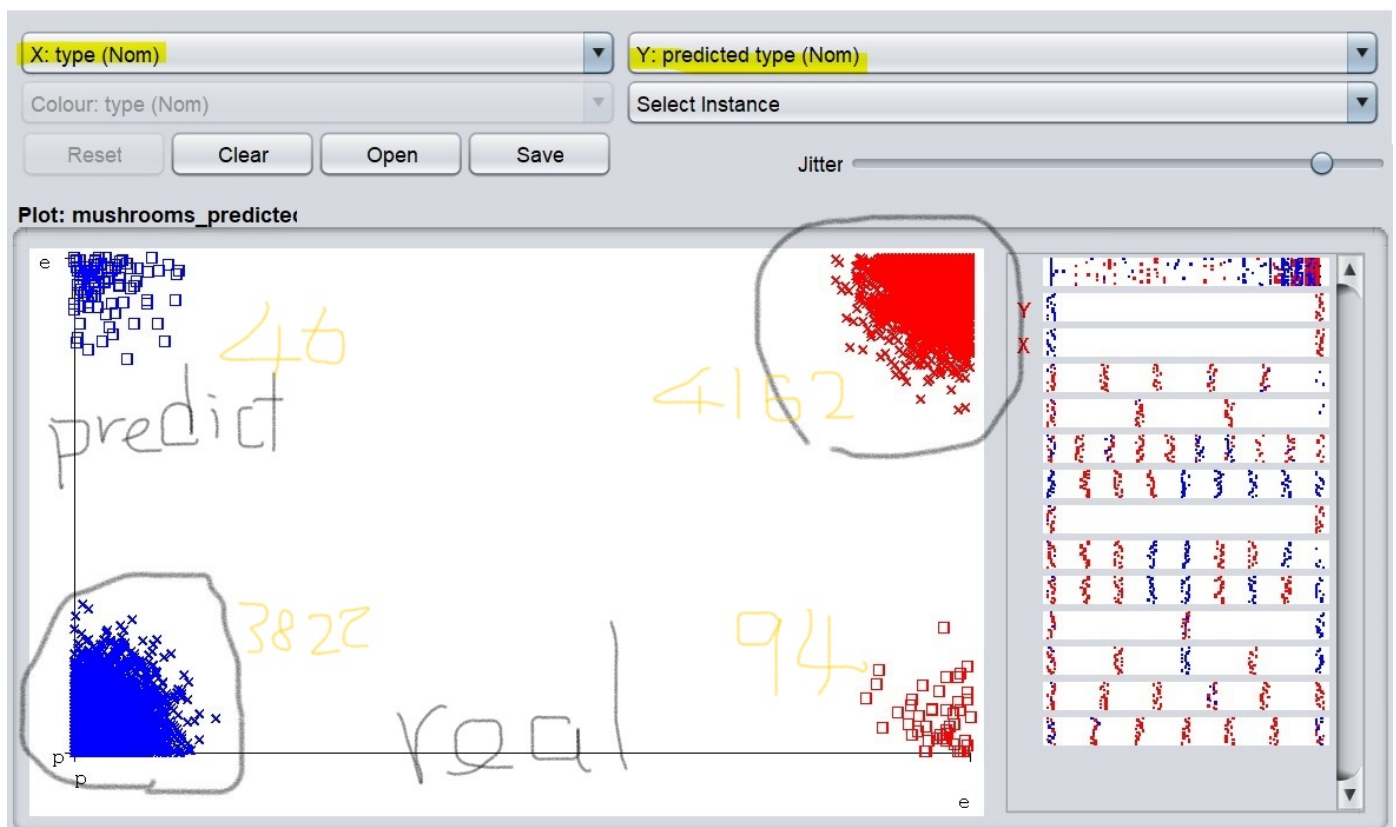 X: type (Nom)
Y: predicted type (Nom)
Colour: type (Nom)
Select Instance
Reset
Clear
Open
Save
Jitter
Plot: mushrooms_predicted
e
46
4162
predict
Y
X
3822
94
real
p
p
e